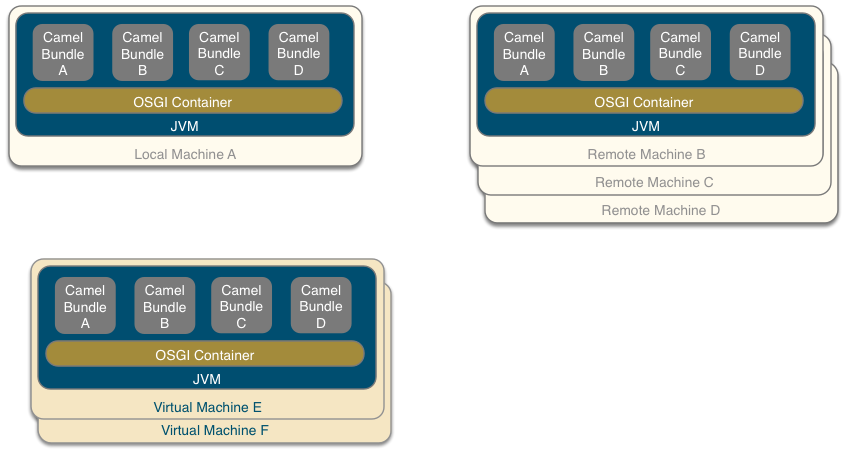 Camel
Bundle
A
Camel
Bundle
B
Camel
Bundle
C
Camel
Bundle
D
OSGI Container
JVM
Local Machine A
Camel
Bundle
A
Camel
Bundle
B
Camel
Bundle
C
Camel
Bundle
D
OSGI Container
JVM
Remote Machine B
Remote Machine C
Remote Machine D
Camel
Bundle
A
Camel
Bundle
B
Camel
Bundle
C
Camel
Bundle
D
OSGI Container
JVM
Virtual Machine E
Virtual Machine F